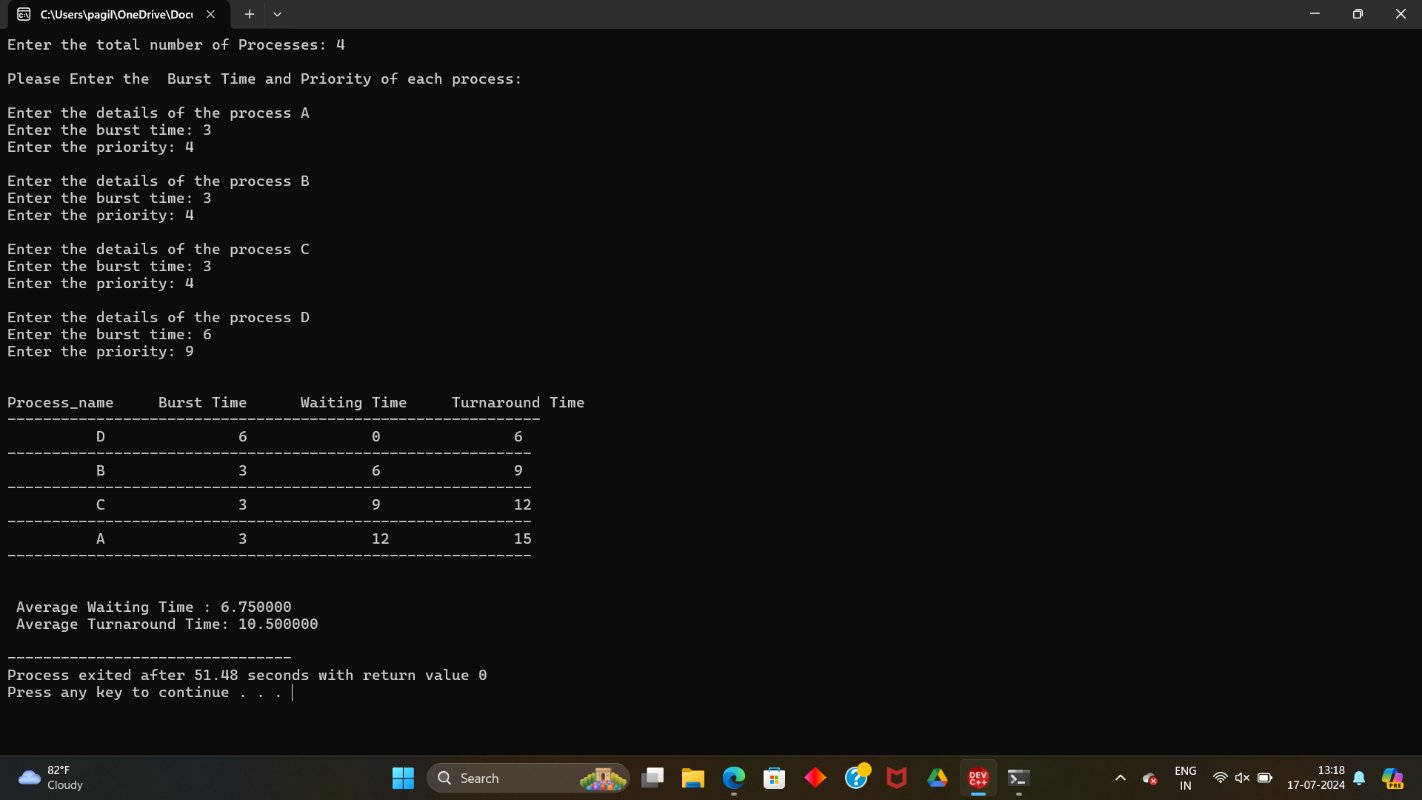 C:\Users\pagil\OneDrive\Doc
Enter the total number of Processes: 4
Please Enter the  Burst Time and Priority of each process:
Enter the details of the process A
Enter the burst time: 3
Enter the priority: 4
Enter the details of the process B
Enter the burst time: 3
Enter the priority: 4
Enter the details of the process C
Enter the burst time: 3
Enter the priority: 4
Enter the details of the process D
Enter the burst time: 6
Enter the priority: 9
Process_name     Burst Time      Waiting Time     Turnaround Time
------------------------------------------------------------
D               6              0               6
-----------------------------------------------------------
B               3              6               9
-----------------------------------------------------------
C               3              9               12
-----------------------------------------------------------
A               3              12              15
-----------------------------------------------------------
Average Waiting Time : 6.750000
Average Turnaround Time: 10.500000
--------------------------------
Process exited after 51.48 seconds with return value 0
Press any key to continue . . .
82°F
Cloudy
Search
DEV
C++
ENG
IN
13:18
17-07-2024
PRE